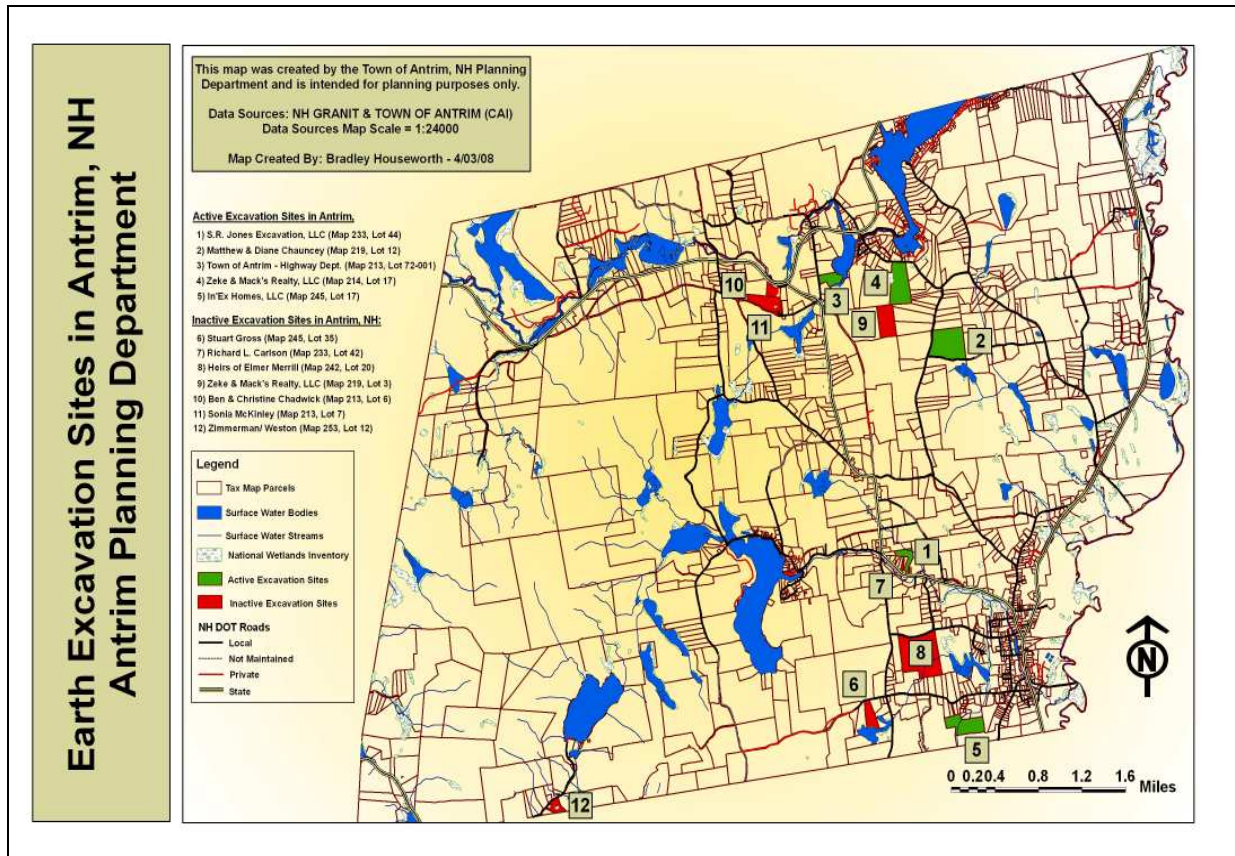 Earth Excavation Sites in Antrim, NH
Antrim Planning Department
This map was created by the Town of Antrim, NH Planning
Department and is intended for planning purposes only.
Data Sources: NH GRANIT & TOWN OF ANTRIM (CAI)
Data Sources Map Scale = 1:24000
Map Created By: Bradley Houseworth - 4/03/08
Active Excavation Sites in Antrim,
1) S.R. Jones Excavation, LLC (Map 233, Lot 44)
2) Matthew & Diane Chauncey (Map 219, Lot 12)
3) Town of Antrim - Highway Dept. (Map 213, Lot 72-001)
4) Zeke & Mack's Realty, LLC (Map 214, Lot 17)
5) In'Ex Homes, LLC (Map 245, Lot 17)
Inactive Excavation Sites in Antrim, NH:
6) Stuart Gross (Map 245, Lot 35)
7) Richard L. Carlson (Map 233, Lot 42)
8) Heirs of Elmer Merrill (Map 242, Lot 20)
9) Zeke & Mack's Realty, LLC (Map 219, Lot 3)
10) Ben & Christine Chadwick (Map 213, Lot 6)
11) Sonia McKinley (Map 213, Lot 7)
12) Zimmerman/ Weston (Map 253, Lot 12)
Legend
Tax Map Parcels
Surface Water Bodies
Surface Water Streams
National Wetlands Inventory
Active Excavation Sites
Inactive Excavation Sites
NH DOT Roads
Local
Not Maintained
Private
State
10
11
3
4
9
2
1
7
8
6
5
12
N
0 0.20.4 0.8 1.2 1.6
Miles